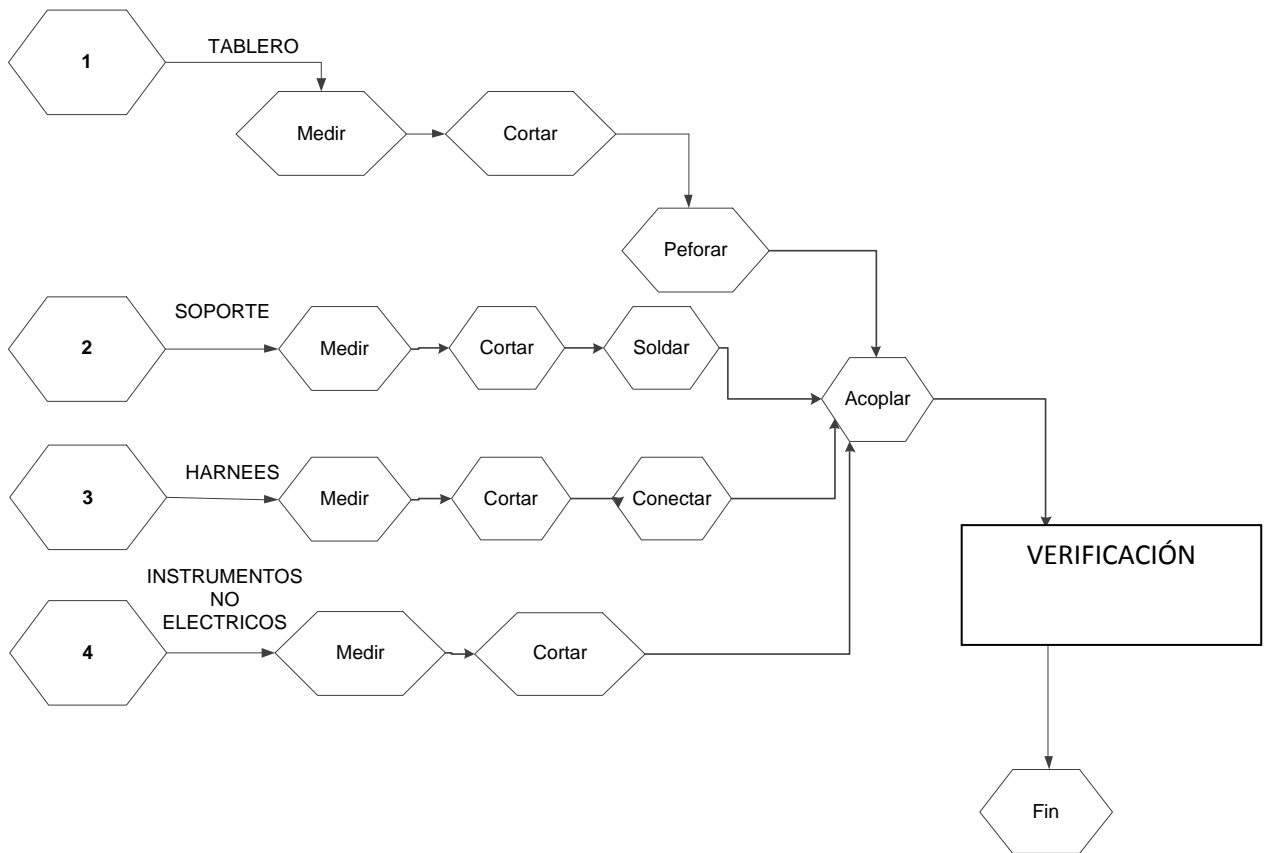 1
TABLERO
Medir
Cortar
Peforar
2
SOPORTE
Medir
Cortar
Soldar
Acoplar
3
HARNEES
Medir
Cortar
Conectar
VERIFICACIÓN
4
INSTRUMENTOS
NO
ELECTRICOS
Medir
Cortar
Fin